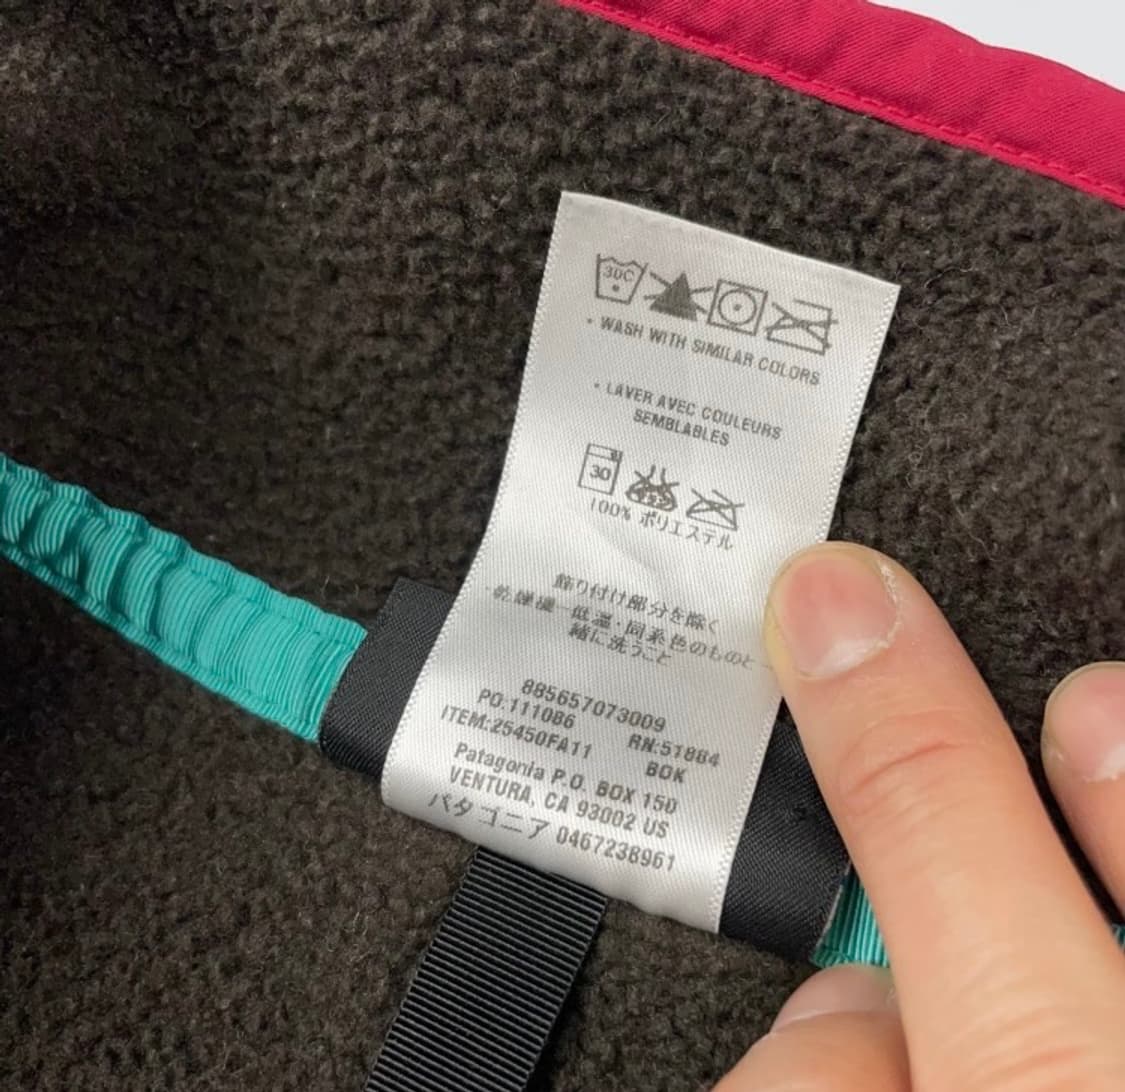 30C
• WASH WITH SIMILAR COLORS
• LAVER AVEC COULEURS
SEMBLABLES
30
100% ポリエステル
飾り付け部分を除く
・乾燥機ー低温・同系色のものと一
緒に洗うこと
885657073009
PO:111086 RN:51884
ITEM:25450FA11 BOK
Patagonia P.O. BOX 150
VENTURA, CA 93002 US
パタゴニア 0467238961